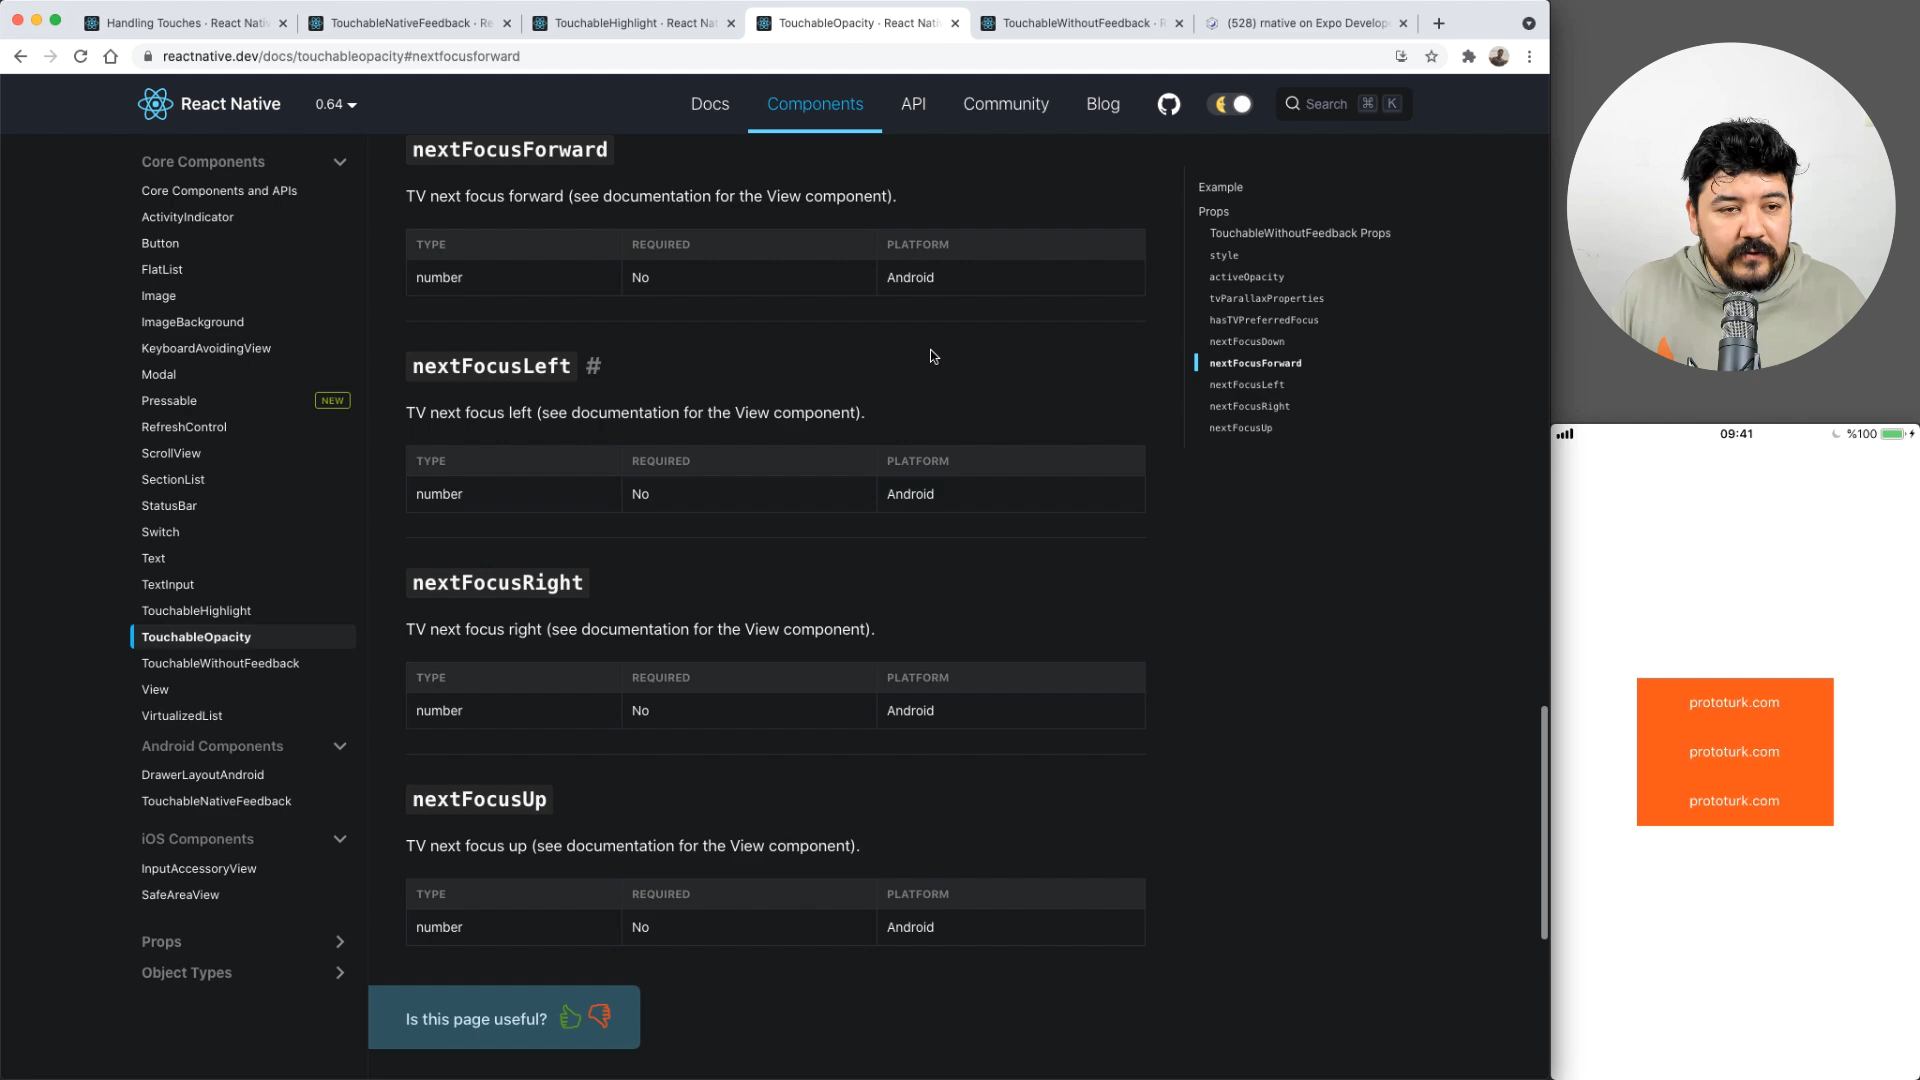 Handling Touches · React Nativ
TouchableNativeFeedback · Re
TouchableHighlight · React Nat
TouchableOpacity · React Nativ
TouchableWithoutFeedback · R
(528) rnative on Expo Develop
reactnative.dev/docs/touchableopacity#nextfocusforward
React Native
0.64
Docs
Components
API
Community
Blog
Search ⌘ K
Core Components
Core Components and APIs
ActivityIndicator
Button
FlatList
Image
ImageBackground
KeyboardAvoidingView
Modal
Pressable
NEW
RefreshControl
ScrollView
SectionList
StatusBar
Switch
Text
TextInput
TouchableHighlight
TouchableOpacity
TouchableWithoutFeedback
View
VirtualizedList
Android Components
DrawerLayoutAndroid
TouchableNativeFeedback
iOS Components
InputAccessoryView
SafeAreaView
Props
Object Types
nextFocusForward
TV next focus forward (see documentation for the View component).
TYPE REQUIRED PLATFORM
number No Android
nextFocusLeft #
TV next focus left (see documentation for the View component).
TYPE REQUIRED PLATFORM
number No Android
nextFocusRight
TV next focus right (see documentation for the View component).
TYPE REQUIRED PLATFORM
number No Android
nextFocusUp
TV next focus up (see documentation for the View component).
TYPE REQUIRED PLATFORM
number No Android
Is this page useful?
Example
Props
TouchableWithoutFeedback Props
style
activeOpacity
tvParallaxProperties
hasTVPreferredFocus
nextFocusDown
nextFocusForward
nextFocusLeft
nextFocusRight
nextFocusUp
09:41
%100
prototurk.com
prototurk.com
prototurk.com